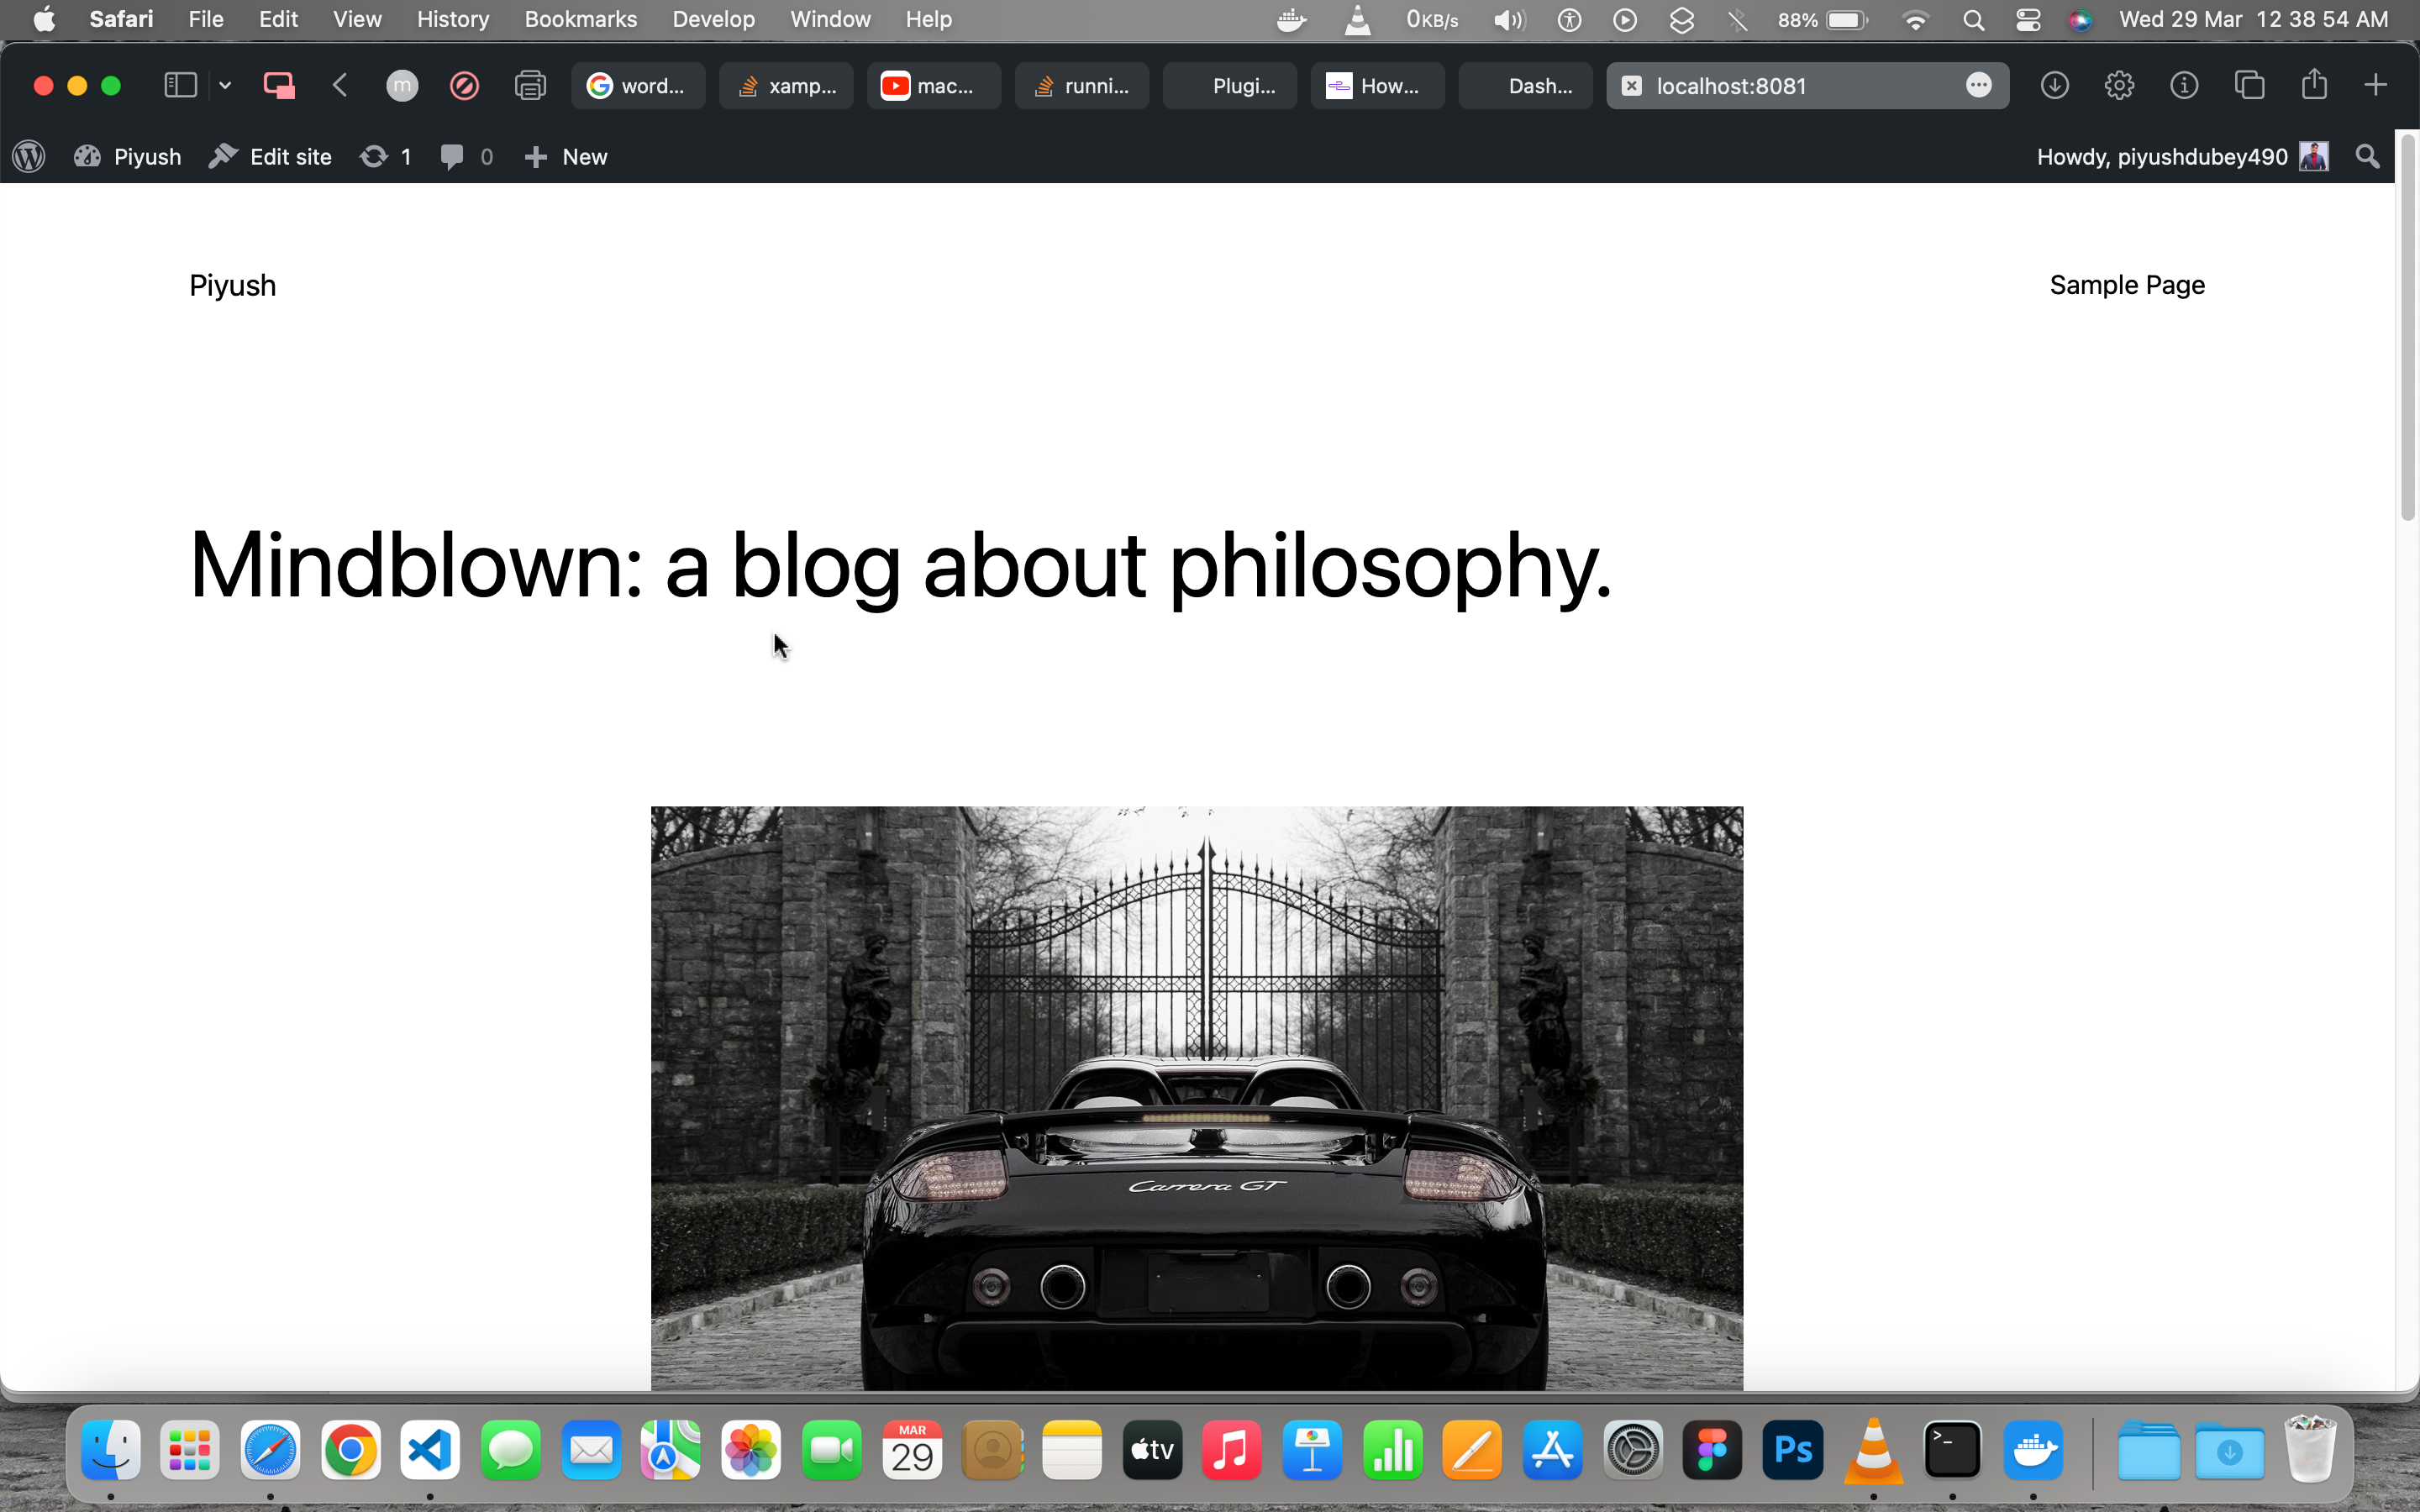 Safari File Edit View History Bookmarks Develop Window Help 0KB/s 88% Wed 29 Mar 12 38 54 AM
m word... xamp... mac... runni... Plugi... How... Dash... localhost:8081
Piyush Edit site 1 0 New Howdy, piyushdubey490
Piyush Sample Page
Mindblown: a blog about philosophy.
Carrera GT
MAR
29 tv Ps >_